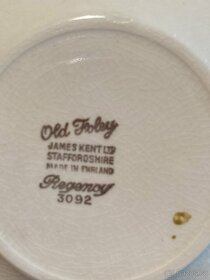 Old Foley
JAMES KENT LTD
STAFFORDSHIRE
MADE IN ENGLAND
Regency
3092